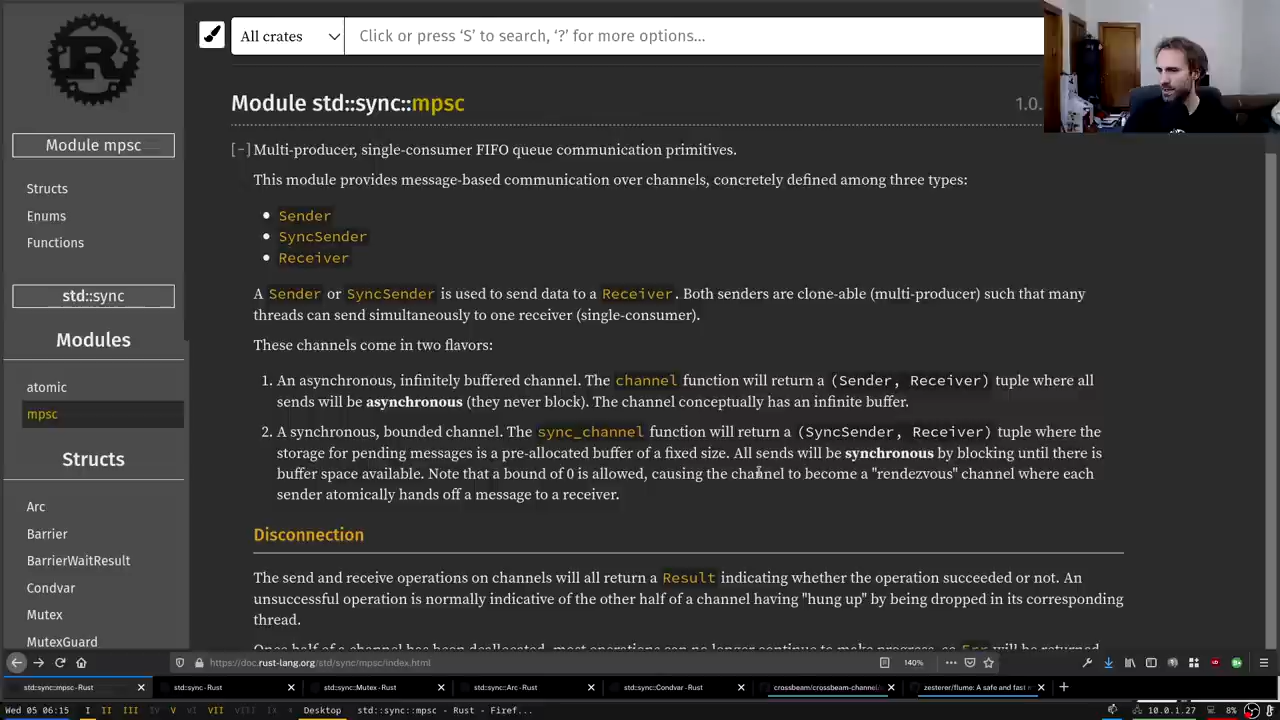 All crates
Click or press ‘S’ to search, ‘?’ for more options...
Module mpsc
Structs
Enums
Functions
std::sync
Modules
atomic
mpsc
Structs
Arc
Barrier
BarrierWaitResult
Condvar
Mutex
MutexGuard
Module std::sync::mpsc
1.0.
[-] Multi-producer, single-consumer FIFO queue communication primitives.
This module provides message-based communication over channels, concretely defined among three types:
Sender
SyncSender
Receiver
A Sender or SyncSender is used to send data to a Receiver. Both senders are clone-able (multi-producer) such that many
threads can send simultaneously to one receiver (single-consumer).
These channels come in two flavors:
1. An asynchronous, infinitely buffered channel. The channel function will return a (Sender, Receiver) tuple where all
sends will be asynchronous (they never block). The channel conceptually has an infinite buffer.
2. A synchronous, bounded channel. The sync_channel function will return a (SyncSender, Receiver) tuple where the
storage for pending messages is a pre-allocated buffer of a fixed size. All sends will be synchronous by blocking until there is
buffer space available. Note that a bound of 0 is allowed, causing the channel to become a "rendezvous" channel where each
sender atomically hands off a message to a receiver.
Disconnection
The send and receive operations on channels will all return a Result indicating whether the operation succeeded or not. An
unsuccessful operation is normally indicative of the other half of a channel having "hung up" by being dropped in its corresponding
thread.
Once half of a channel has been deallocated, most operations can no longer continue to make progress, so Err will be returned.
https://doc.rust-lang.org/std/sync/mpsc/index.html
140%
std::sync::mpsc - Rust
std::sync - Rust
std::sync::Mutex - Rust
std::sync::Arc - Rust
std::sync::Condvar - Rust
crossbeam/crossbeam-channel/
zesterer/flume: A safe and fast m
Wed 05 06:15 I II III IV V VI VII VIII IX Desktop std::sync::mpsc - Rust - Firef...
10.0.1.27
8%